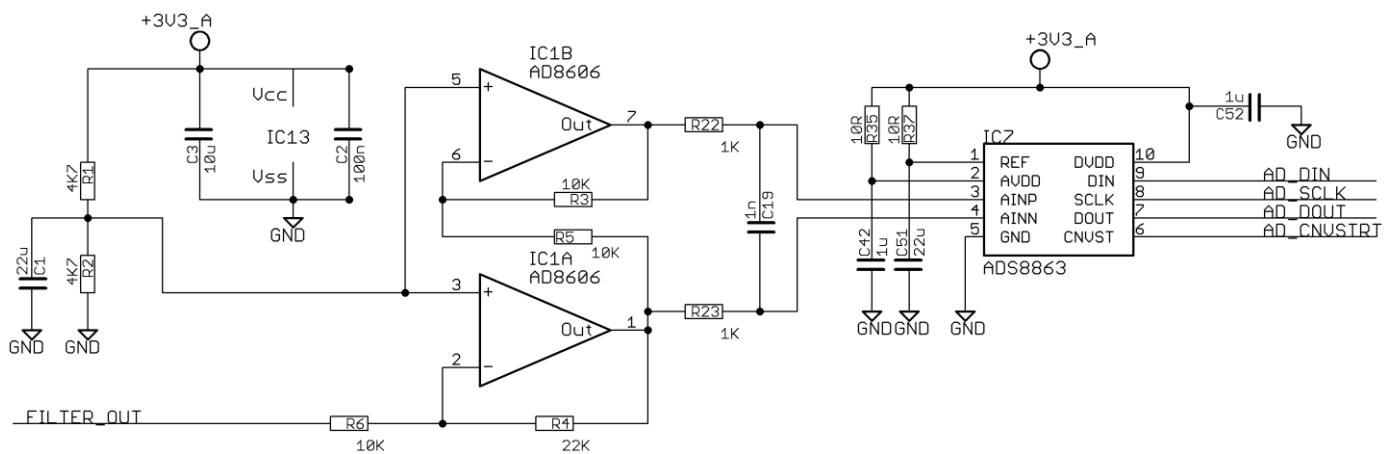 +3V3_A
Vcc
IC13
Vss
C3
10u
C2
100n
GND
4K7
R1
22u
C1
4K7
R2
GND
GND
FILTER_OUT
R6
10K
IC1B
AD8606
5
+
6
-
Out
7
10K
R3
R5
10K
IC1A
AD8606
3
+
2
-
Out
1
R4
22K
R22
1K
1n
C19
R23
1K
+3V3_A
10R
R35
10R
R37
1u
C52
GND
IC7
1 REF DVDD 10
2 AVDD DIN 9 AD_DIN
3 AINP SCLK 8 AD_SCLK
4 AINN DOUT 7 AD_DOUT
5 GND CNVST 6 AD_CNVSTRT
ADS8863
C42
1u
C51
22u
GND
GND
GND